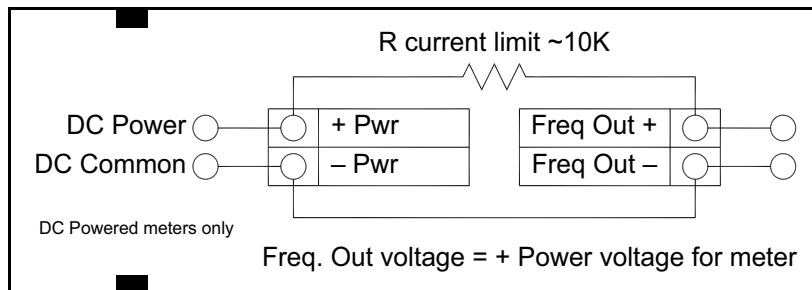 R current limit ~10K
DC Power
+ Pwr
Freq Out +
DC Common
– Pwr
Freq Out –
DC Powered meters only
Freq. Out voltage = + Power voltage for meter